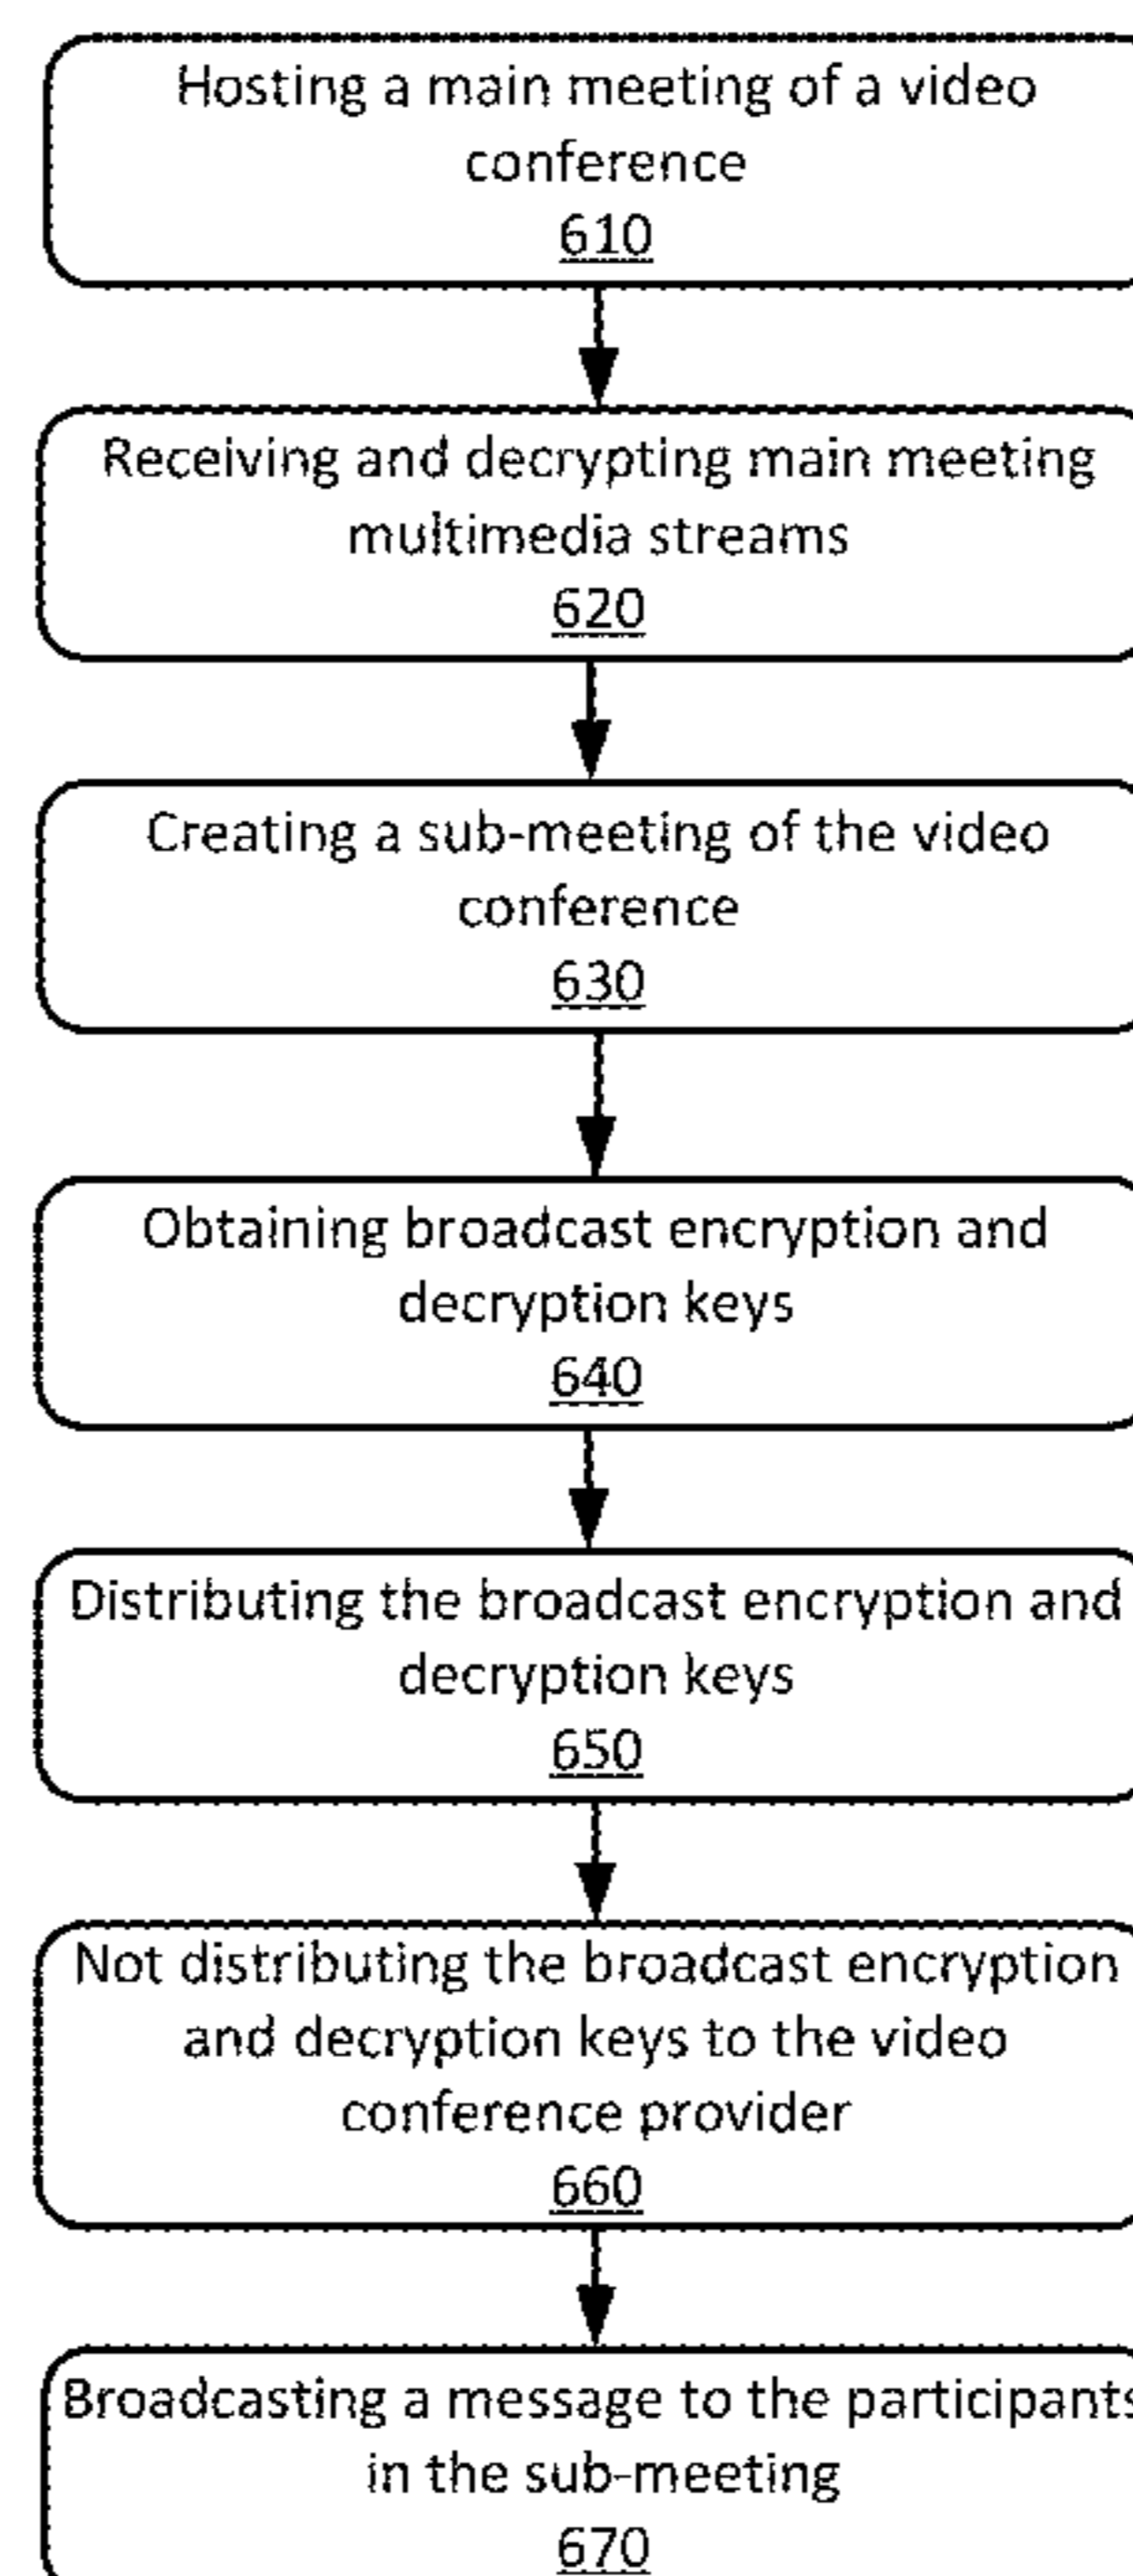 Hosting a main meeting of a video
conference
610
Receiving and decrypting main meeting
multimedia streams
620
Creating a sub-meeting of the video
conference
630
Obtaining broadcast encryption and
decryption keys
640
Distributing the broadcast encryption and
decryption keys
650
Not distributing the broadcast encryption
and decryption keys to the video
conference provider
660
Broadcasting a message to the participants
in the sub-meeting
670